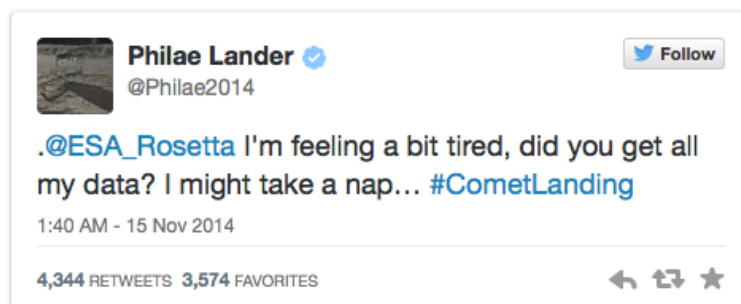 Philae Lander
Follow
@Philae2014
.@ESA_Rosetta I'm feeling a bit tired, did you get all
my data? I might take a nap... #CometLanding
1:40 AM - 15 Nov 2014
4,344 RETWEETS 3,574 FAVORITES